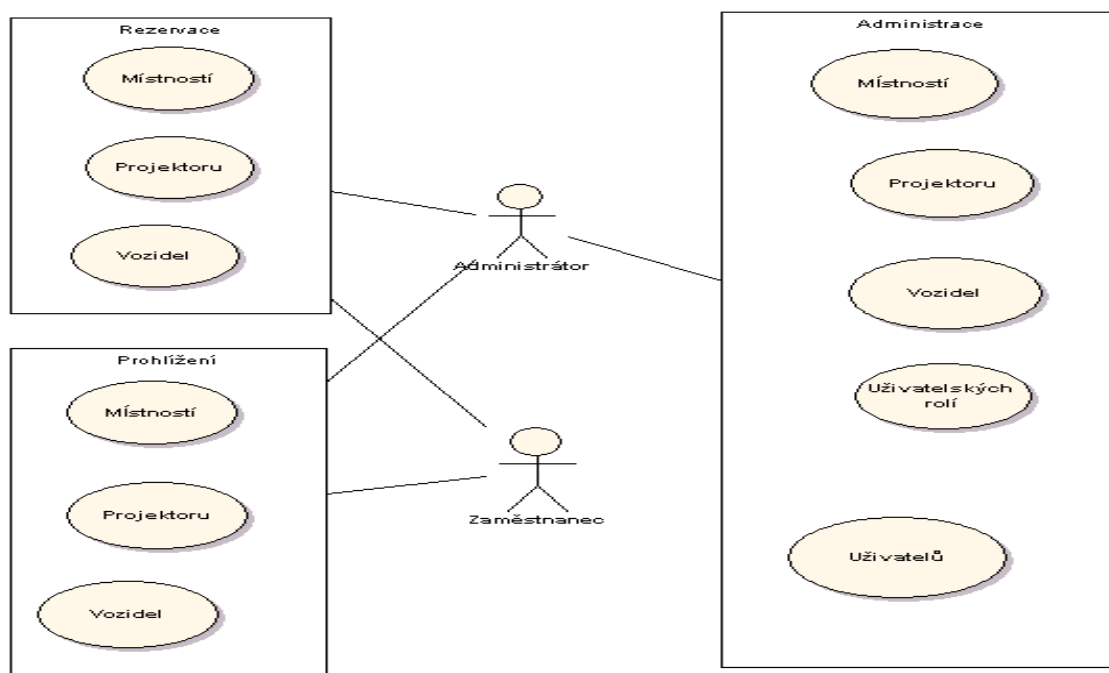 Rezervace
Místností
Projektoru
Vozidel
Prohlížení
Místností
Projektoru
Vozidel
Administrátor
Zaměstnanec
Administrace
Místností
Projektoru
Vozidel
Uživatelských
rolí
Uživatelů